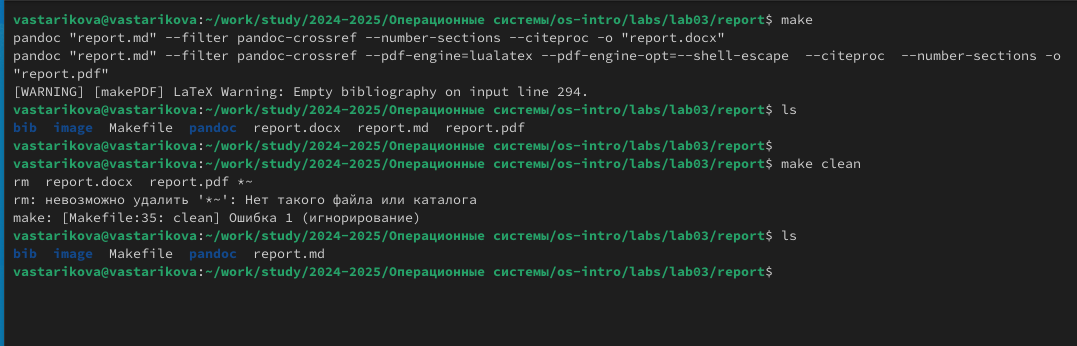 vastarikova@vastarikova:~/work/study/2024-2025/Операционные системы/os-intro/labs/lab03/report$ make
pandoc "report.md" --filter pandoc-crossref --number-sections --citeproc -o "report.docx"
pandoc "report.md" --filter pandoc-crossref --pdf-engine=lualatex --pdf-engine-opt=--shell-escape  --citeproc  --number-sections -o
"report.pdf"
[WARNING] [makePDF] LaTeX Warning: Empty bibliography on input line 294.
vastarikova@vastarikova:~/work/study/2024-2025/Операционные системы/os-intro/labs/lab03/report$ ls
bib  image  Makefile  pandoc  report.docx  report.md  report.pdf
vastarikova@vastarikova:~/work/study/2024-2025/Операционные системы/os-intro/labs/lab03/report$
vastarikova@vastarikova:~/work/study/2024-2025/Операционные системы/os-intro/labs/lab03/report$ make clean
rm  report.docx  report.pdf *~
rm: невозможно удалить '*~': Нет такого файла или каталога
make: [Makefile:35: clean] Ошибка 1 (игнорирование)
vastarikova@vastarikova:~/work/study/2024-2025/Операционные системы/os-intro/labs/lab03/report$ ls
bib  image  Makefile  pandoc  report.md
vastarikova@vastarikova:~/work/study/2024-2025/Операционные системы/os-intro/labs/lab03/report$